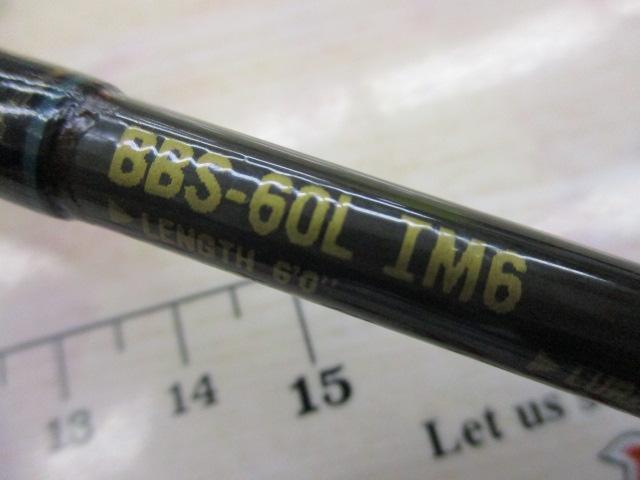 BBS-60L IM6
▶LENGTH 6'0"
13 14 15
Let us